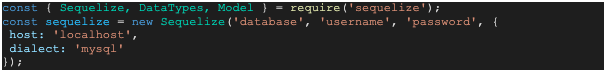 const { Sequelize, DataTypes, Model } = require('sequelize');
const sequelize = new Sequelize('database', 'username', 'password', {
 host: 'localhost',
 dialect: 'mysql'
});